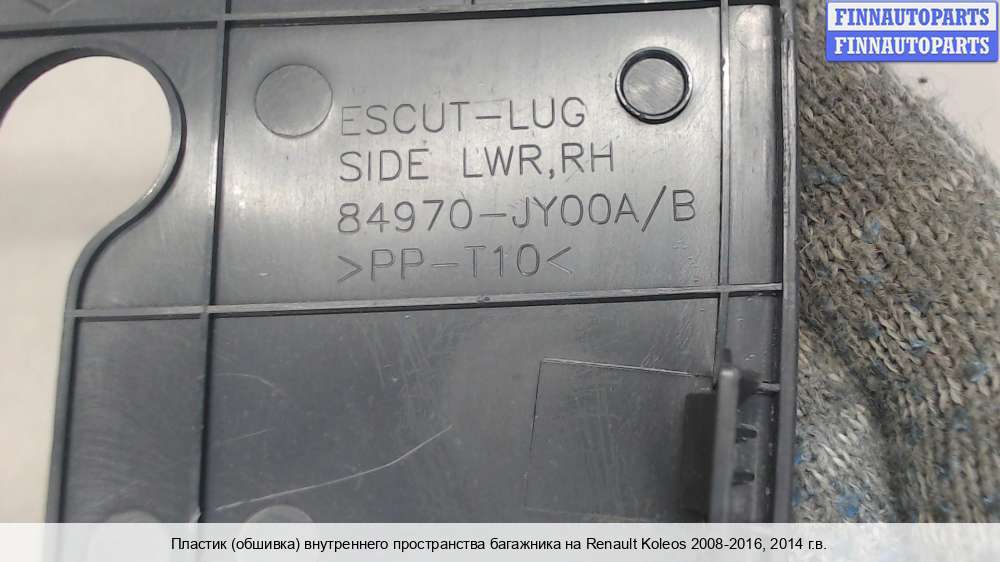 FINNAUTOPARTS
FINNAUTOPARTS
ESCUT-LUG
SIDE LWR,RH
84970-JY00A/B
>PP-T10<
Пластик (обшивка) внутреннего пространства багажника на Renault Koleos 2008-2016, 2014 г.в.